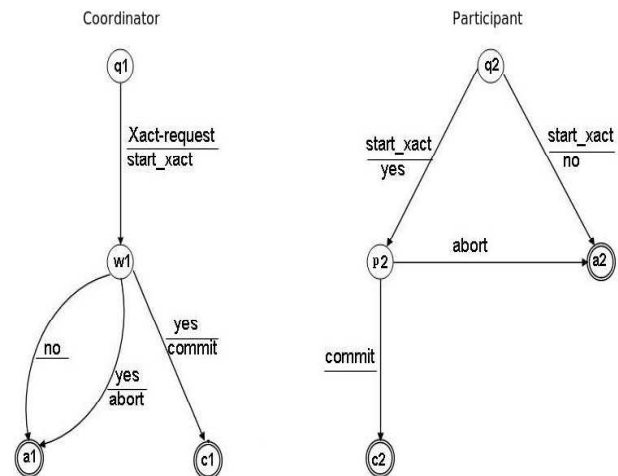 Coordinator
q1
Xact-request
start_xact
w1
no
yes
abort
yes
commit
a1
c1
Participant
q2
start_xact
yes
start_xact
no
p2
abort
a2
commit
c2